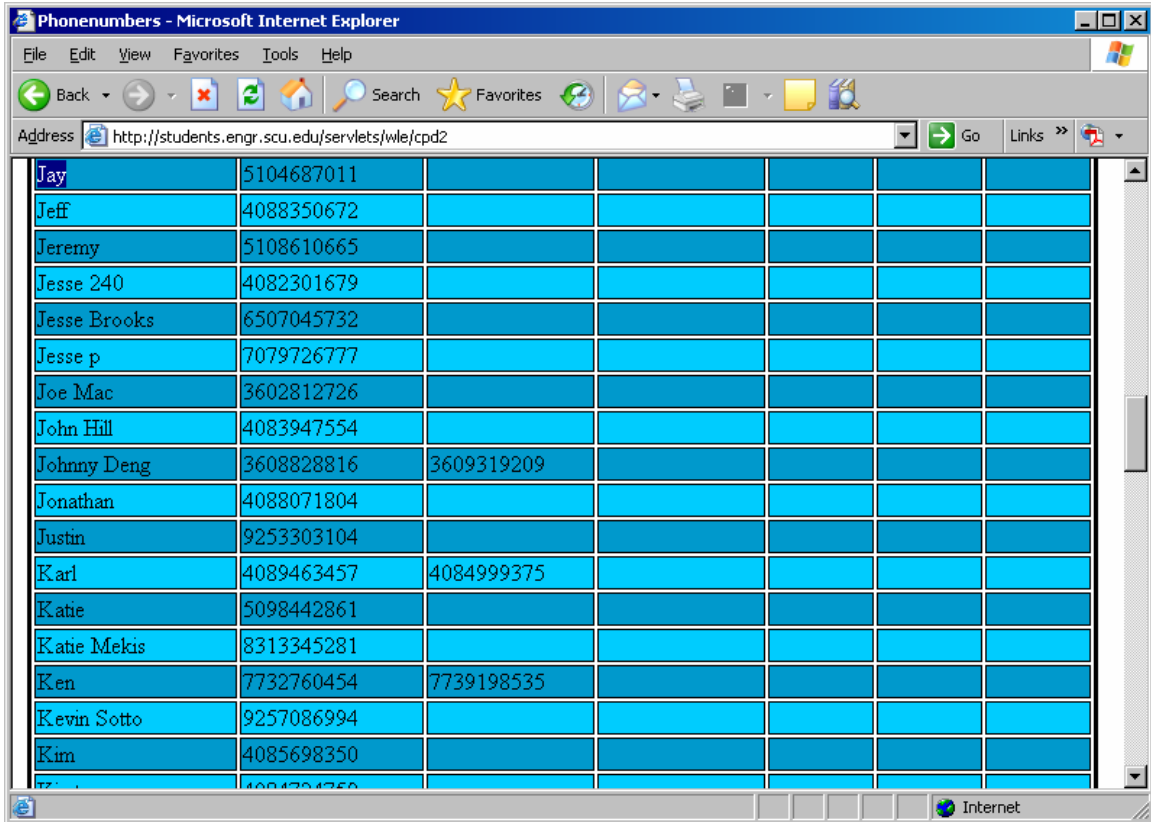 Phonenumbers - Microsoft Internet Explorer
File Edit View Favorites Tools Help
Back Search Favorites
Address http://students.engr.scu.edu/servlets/wle/cpd2 Go Links »
Jay 5104687011
Jeff 4088350672
Jeremy 5108610665
Jesse 240 4082301679
Jesse Brooks 6507045732
Jesse p 7079726777
Joe Mac 3602812726
John Hill 4083947554
Johnny Deng 3608828816 3609319209
Jonathan 4088071804
Justin 9253303104
Karl 4089463457 4084999375
Katie 5098442861
Katie Mekis 8313345281
Ken 7732760454 7739198535
Kevin Sotto 9257086994
Kim 4085698350
Internet